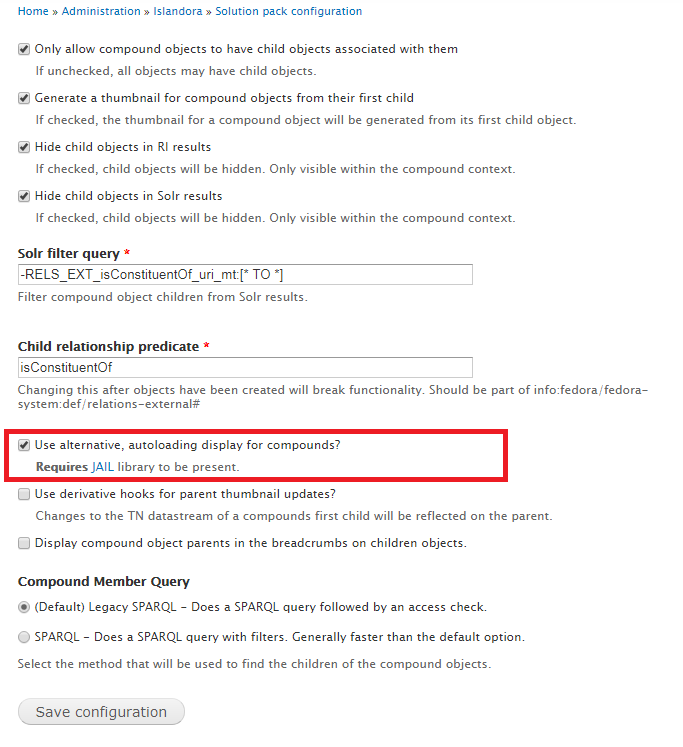 Home » Administration » Islandora » Solution pack configuration
Only allow compound objects to have child objects associated with them
If unchecked, all objects may have child objects.
Generate a thumbnail for compound objects from their first child
If checked, the thumbnail for a compound object will be generated from its first child object.
Hide child objects in RI results
If checked, child objects will be hidden. Only visible within the compound context.
Hide child objects in Solr results
If checked, child objects will be hidden. Only visible within the compound context.
Solr filter query *
-RELS_EXT_isConstituentOf_uri_mt:[* TO *]
Filter compound object children from Solr results.
Child relationship predicate *
isConstituentOf
Changing this after objects have been created will break functionality. Should be part of info:fedora/fedora-
system:def/relations-external#
Use alternative, autoloading display for compounds?
Requires JAIL library to be present.
Use derivative hooks for parent thumbnail updates?
Changes to the TN datastream of a compounds first child will be reflected on the parent.
Display compound object parents in the breadcrumbs on children objects.
Compound Member Query
(Default) Legacy SPARQL - Does a SPARQL query followed by an access check.
SPARQL - Does a SPARQL query with filters. Generally faster than the default option.
Select the method that will be used to find the children of the compound objects.
Save configuration